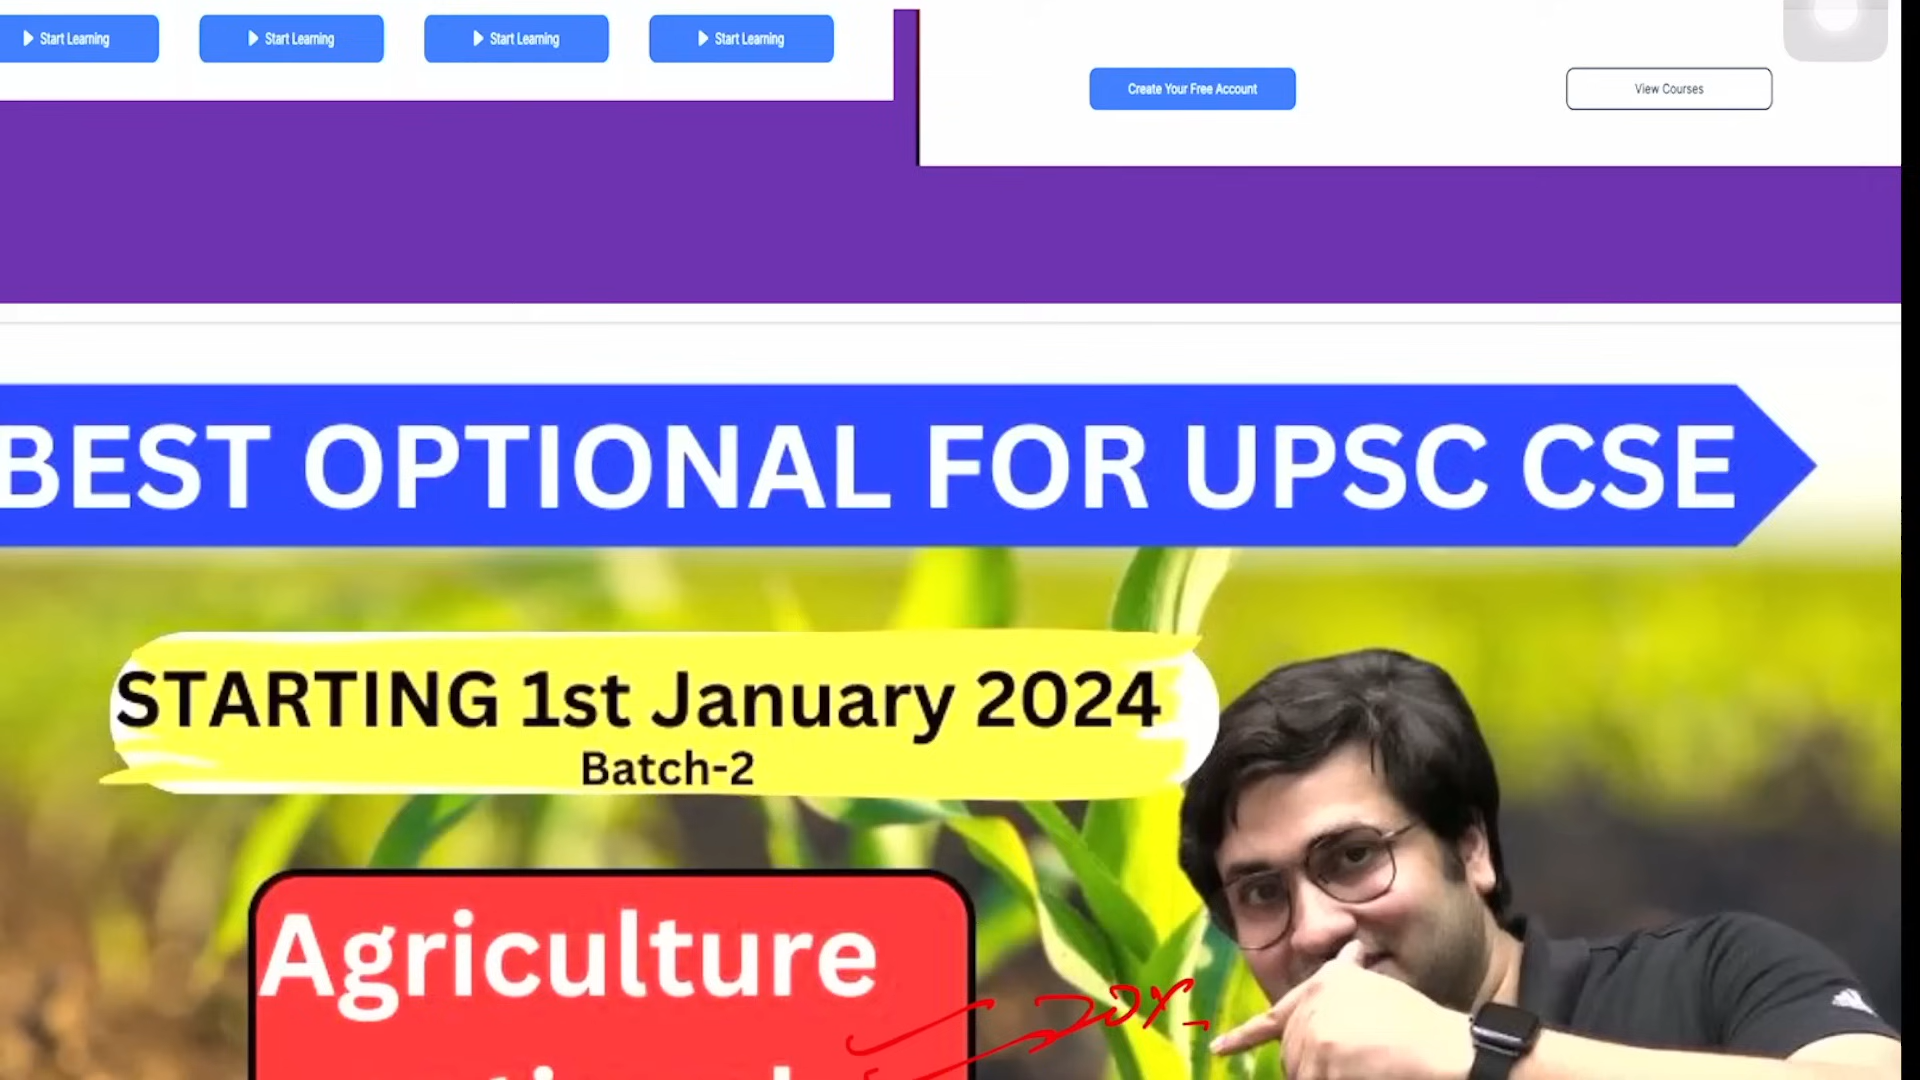 Start Learning
Start Learning
Start Learning
Start Learning
Create Your Free Account
View Courses
BEST OPTIONAL FOR UPSC CSE
STARTING 1st January 2024
Batch-2
Agriculture